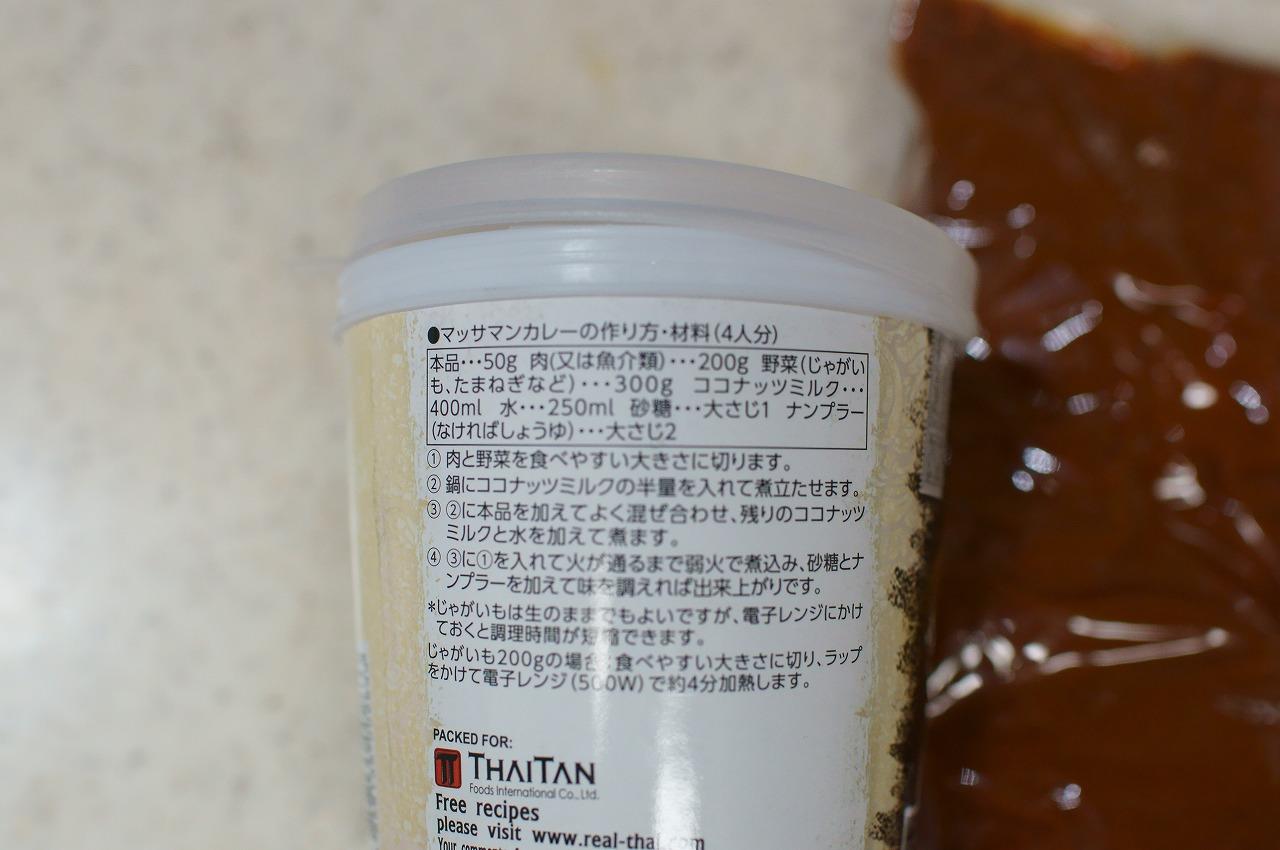 ●マッサマンカレーの作り方・材料(4人分)
本品・・・50g 肉(又は魚介類)・・・200g 野菜(じゃがい
も、たまねぎなど)・・・300g ココナッツミルク・・・
400ml 水・・・250ml 砂糖・・・大さじ1 ナンプラー
(なければしょうゆ)・・・大さじ2
① 肉と野菜を食べやすい大きさに切ります。
② 鍋にココナッツミルクの半量を入れて煮立たせます。
③ ②に本品を加えてよく混ぜ合わせ、残りのココナッツ
ミルクと水を加えて煮ます。
④ ③に①を入れて火が通るまで弱火で煮込み、砂糖とナ
ンプラーを加えて味を調えれば出来上がりです。
*じゃがいもは生のままでもよいですが、電子レンジにかけ
ておくと調理時間が短縮できます。
じゃがいも200gの場合:食べやすい大きさに切り、ラップ
をかけて電子レンジ(500W)で約4分加熱します。
PACKED FOR:
THAITAN
Foods International Co., Ltd.
Free recipes
please visit www.real-thai.com
Your